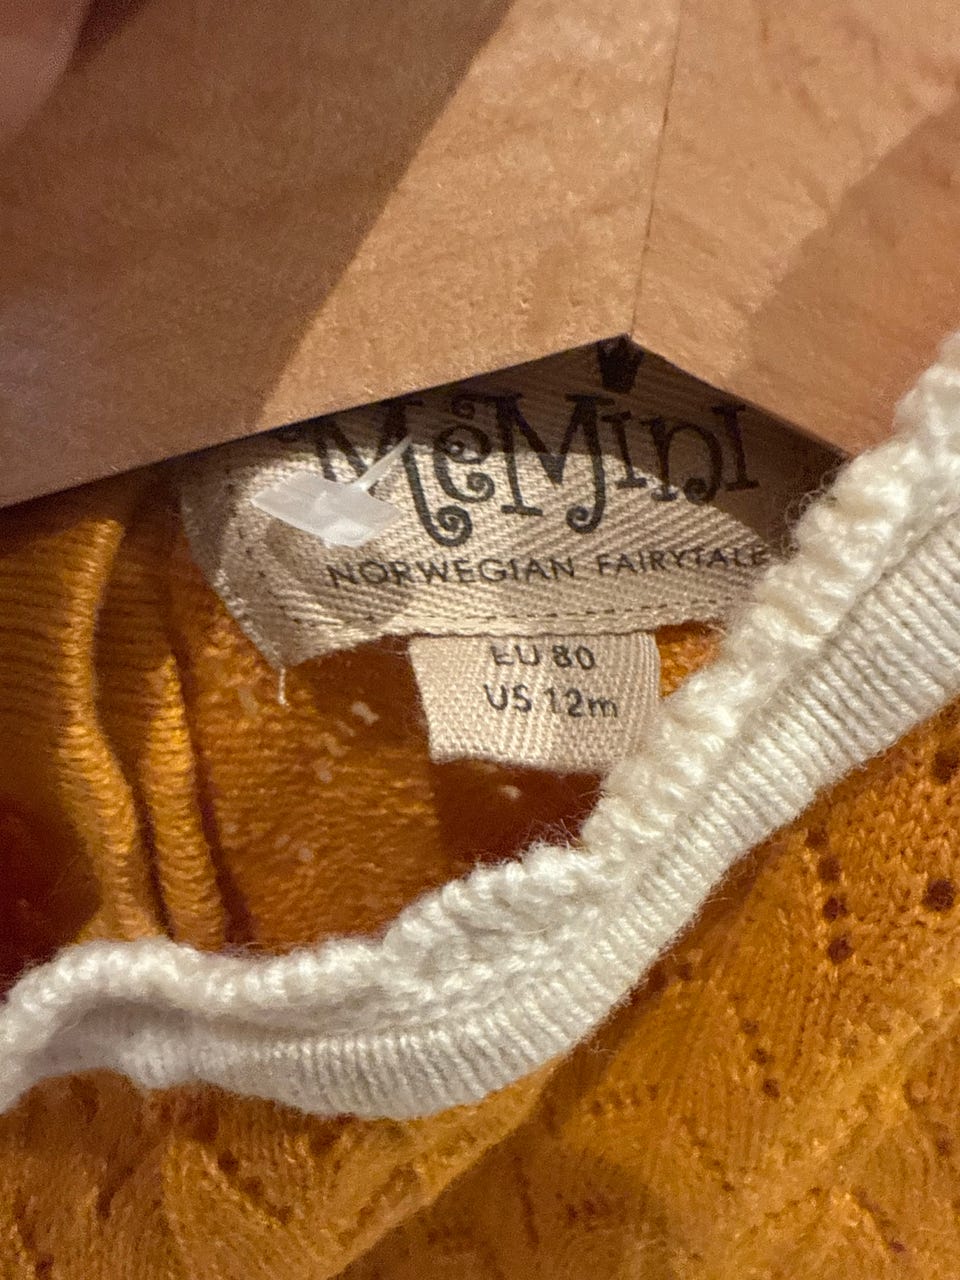 MeMini
NORWEGIAN FAIRYTALE
EU 80
US 12m